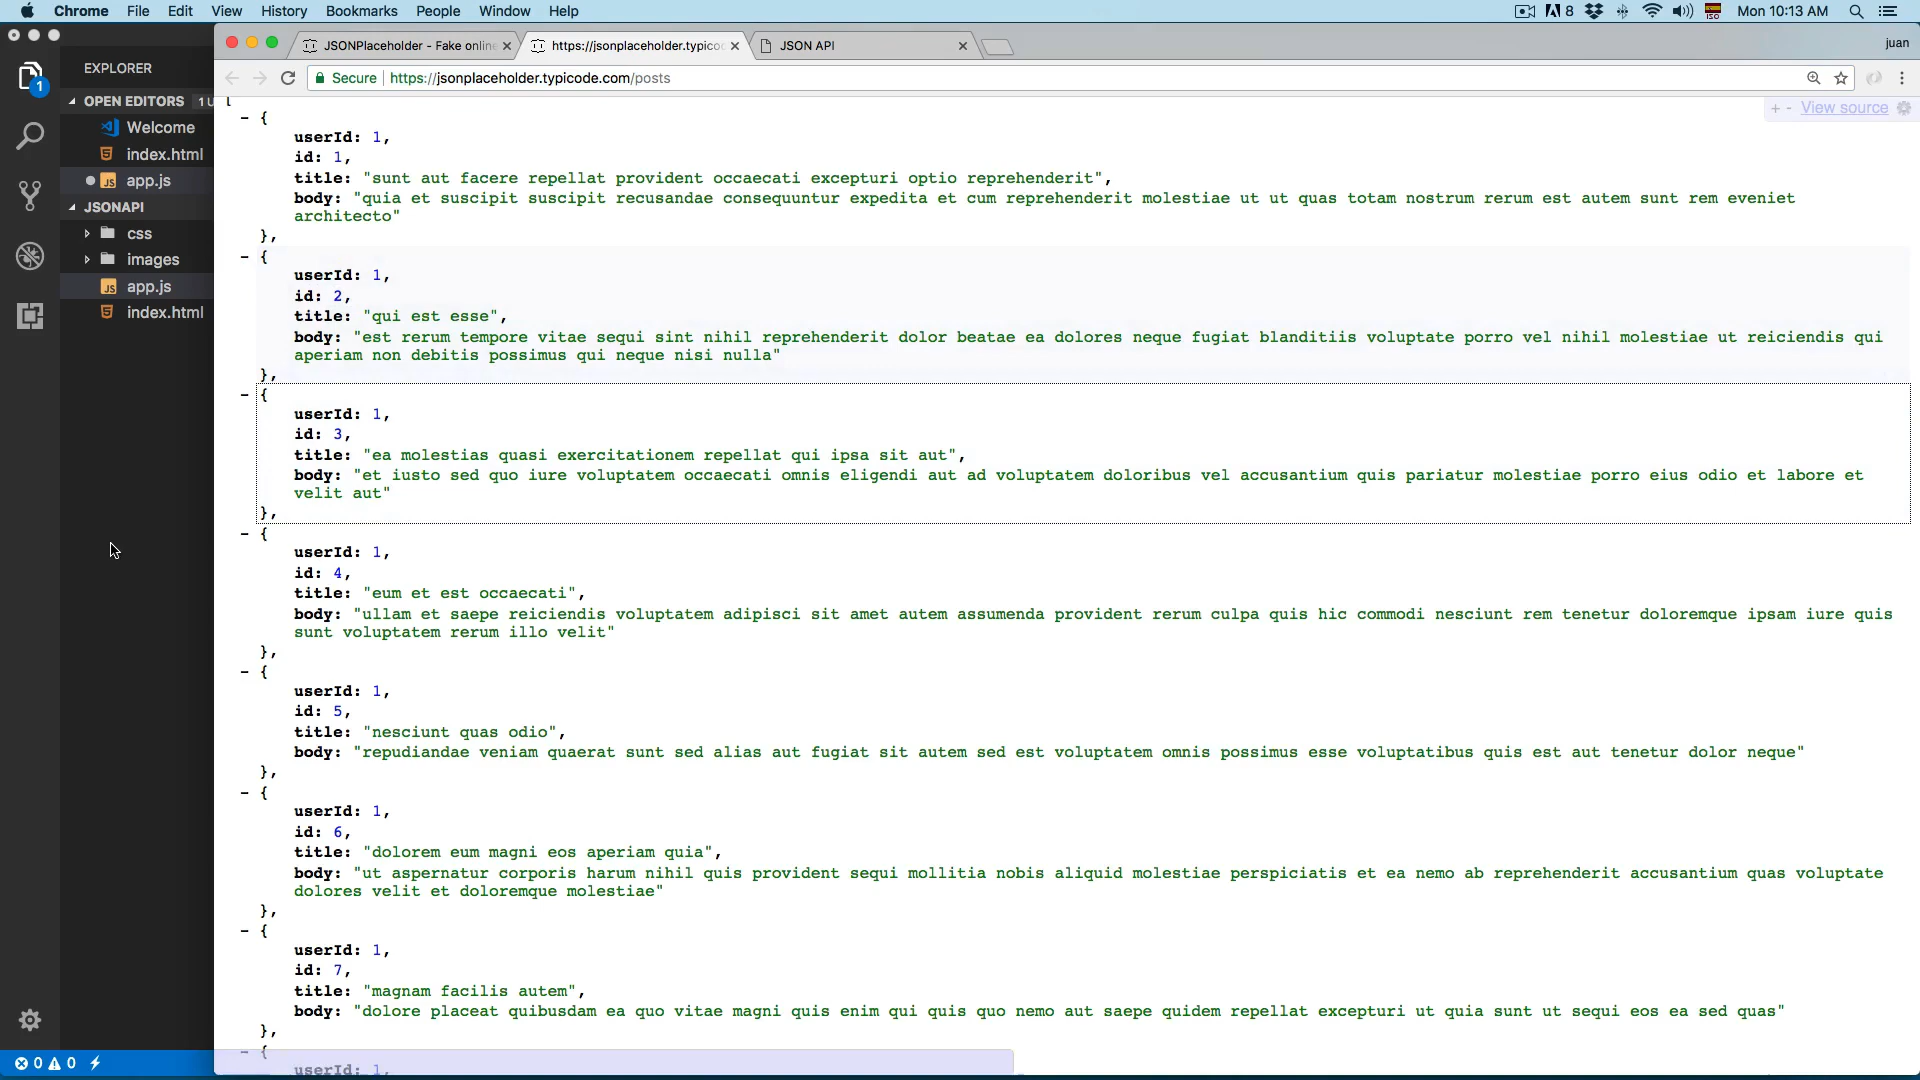 Chrome File Edit View History Bookmarks People Window Help
8 ISO Mon 10:13 AM
JSONPlaceholder - Fake online
https://jsonplaceholder.typico
JSON API
juan
Secure https://jsonplaceholder.typicode.com/posts
EXPLORER
1
OPEN EDITORS 1 U
Welcome
index.html
JS app.js
JSONAPI
css
images
JS app.js
index.html
0 0
+ - View source
[
- {
userId: 1,
id: 1,
title: "sunt aut facere repellat provident occaecati excepturi optio reprehenderit",
body: "quia et suscipit suscipit recusandae consequuntur expedita et cum reprehenderit molestiae ut ut quas totam nostrum rerum est autem sunt rem eveniet
architecto"
},
- {
userId: 1,
id: 2,
title: "qui est esse",
body: "est rerum tempore vitae sequi sint nihil reprehenderit dolor beatae ea dolores neque fugiat blanditiis voluptate porro vel nihil molestiae ut reiciendis qui
aperiam non debitis possimus qui neque nisi nulla"
},
- {
userId: 1,
id: 3,
title: "ea molestias quasi exercitationem repellat qui ipsa sit aut",
body: "et iusto sed quo iure voluptatem occaecati omnis eligendi aut ad voluptatem doloribus vel accusantium quis pariatur molestiae porro eius odio et labore et
velit aut"
},
- {
userId: 1,
id: 4,
title: "eum et est occaecati",
body: "ullam et saepe reiciendis voluptatem adipisci sit amet autem assumenda provident rerum culpa quis hic commodi nesciunt rem tenetur doloremque ipsam iure quis
sunt voluptatem rerum illo velit"
},
- {
userId: 1,
id: 5,
title: "nesciunt quas odio",
body: "repudiandae veniam quaerat sunt sed alias aut fugiat sit autem sed est voluptatem omnis possimus esse voluptatibus quis est aut tenetur dolor neque"
},
- {
userId: 1,
id: 6,
title: "dolorem eum magni eos aperiam quia",
body: "ut aspernatur corporis harum nihil quis provident sequi mollitia nobis aliquid molestiae perspiciatis et ea nemo ab reprehenderit accusantium quas voluptate
dolores velit et doloremque molestiae"
},
- {
userId: 1,
id: 7,
title: "magnam facilis autem",
body: "dolore placeat quibusdam ea quo vitae magni quis enim qui quis quo nemo aut saepe quidem repellat excepturi ut quia sunt ut sequi eos ea sed quas"
},
- {
userId: 1,